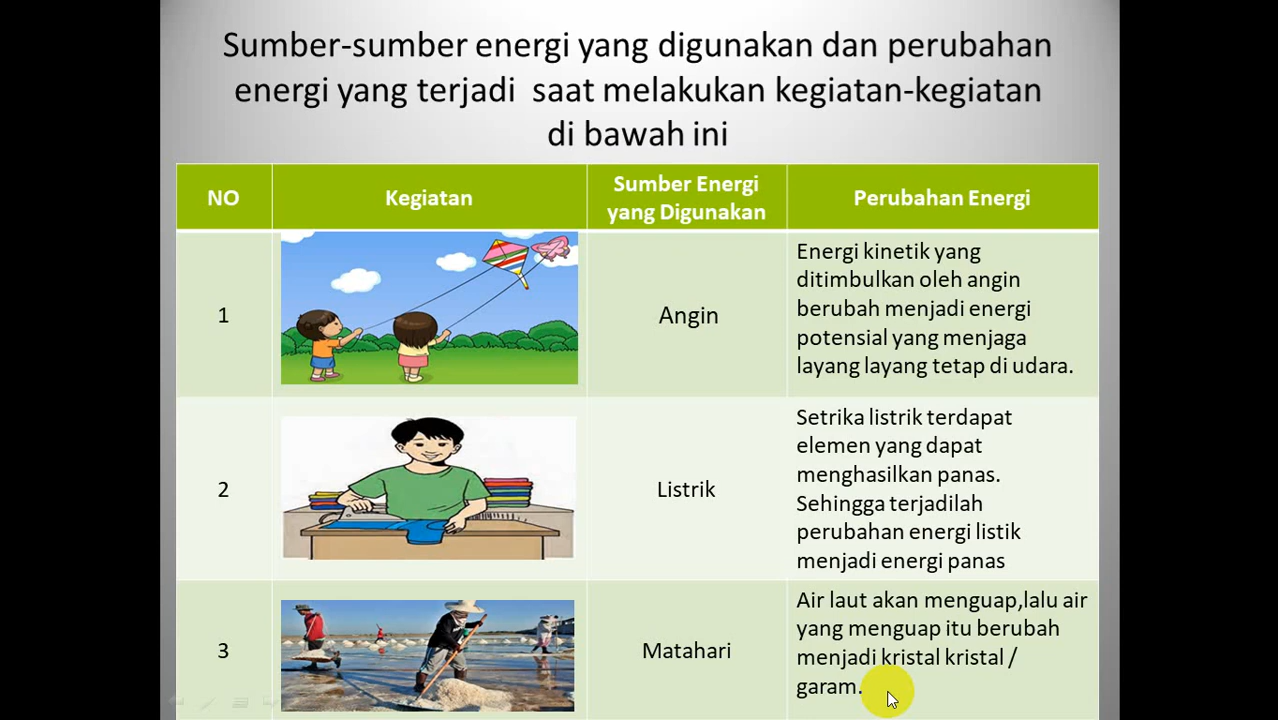 Sumber-sumber energi yang digunakan dan perubahan
energi yang terjadi saat melakukan kegiatan-kegiatan
di bawah ini
NO
Kegiatan
Sumber Energi
yang Digunakan
Perubahan Energi
1
Angin
Energi kinetik yang
ditimbulkan oleh angin
berubah menjadi energi
potensial yang menjaga
layang layang tetap di udara.
2
Listrik
Setrika listrik terdapat
elemen yang dapat
menghasilkan panas.
Sehingga terjadilah
perubahan energi listik
menjadi energi panas
3
Matahari
Air laut akan menguap,lalu air
yang menguap itu berubah
menjadi kristal kristal /
garam.